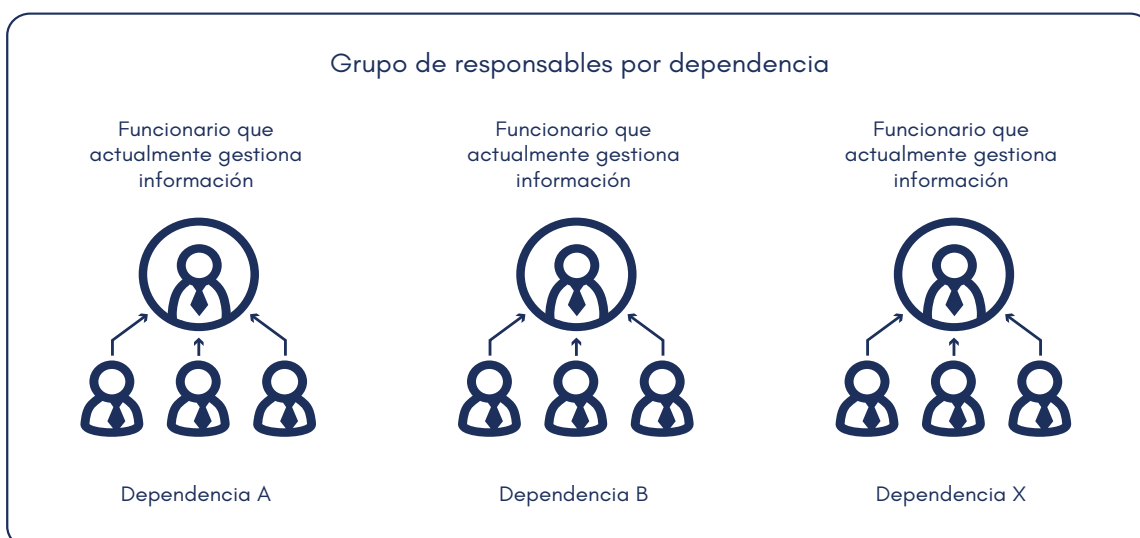 Grupo de responsables por dependencia
Funcionario que
actualmente gestiona
información
Funcionario que
actualmente gestiona
información
Funcionario que
actualmente gestiona
información
Dependencia A
Dependencia B
Dependencia X